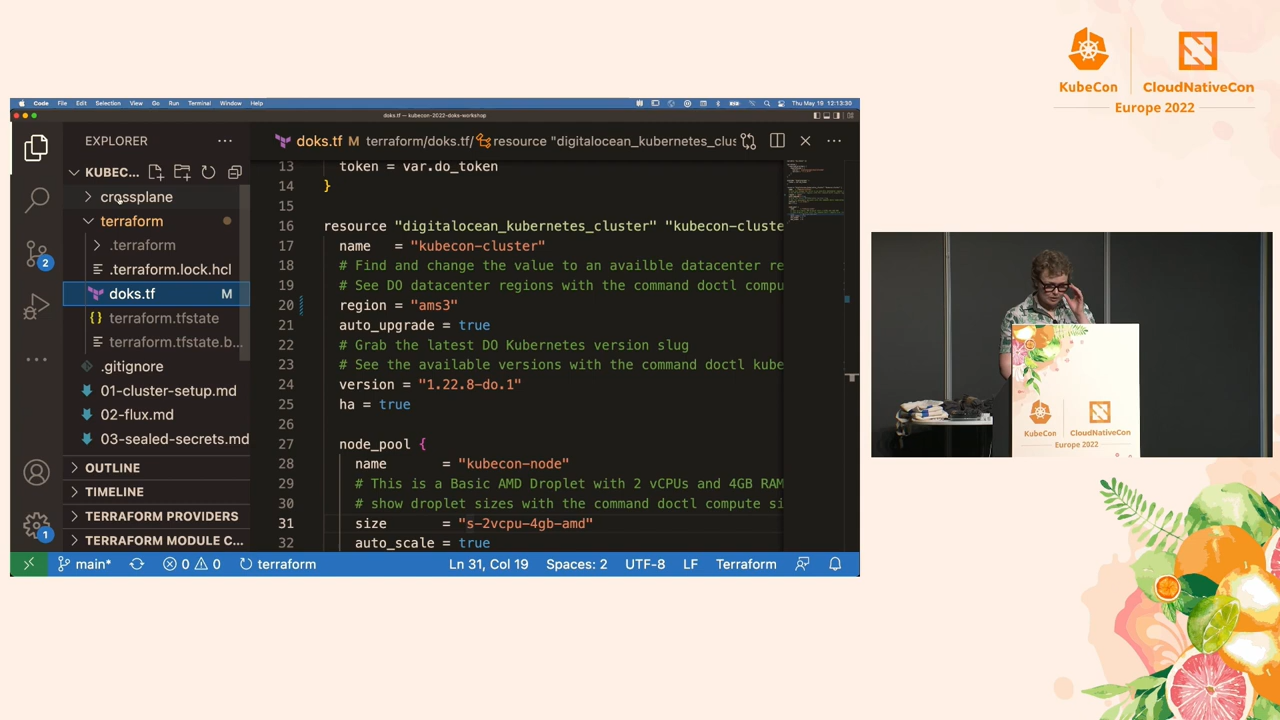 KubeCon
CloudNativeCon
Europe 2022
Code File Edit Selection View Go Run Terminal Window Help
Thu May 19 12:13:30
doks.tf — kubecon-2022-doks-workshop
EXPLORER
doks.tf M
terraform/doks.tf/
resource "digitalocean_kubernetes_clus
KUBEC...
crossplane
terraform
.terraform
.terraform.lock.hcl
doks.tf M
terraform.tfstate
terraform.tfstate.b...
.gitignore
01-cluster-setup.md
02-flux.md
03-sealed-secrets.md
OUTLINE
TIMELINE
TERRAFORM PROVIDERS
TERRAFORM MODULE C...
2
1
13 token = var.do_token
14 }
15
16 resource "digitalocean_kubernetes_cluster" "kubecon-cluste
17 name = "kubecon-cluster"
18 # Find and change the value to an availble datacenter re
19 # See DO datacenter regions with the command doctl compu
20 region = "ams3"
21 auto_upgrade = true
22 # grab the latest DO Kubernetes version slug
23 # See the available versions with the command doctl kube
24 version = "1.22.8-do.1"
25 ha = true
26
27 node_pool {
28 name = "kubecon-node"
29 # This is a Basic AMD Droplet with 2 vCPUs and 4GB RAM
30 # show droplet sizes with the command doctl compute si
31 size = "s-2vcpu-4gb-amd"
32 auto_scale = true
main*
0
0
terraform
Ln 31, Col 19
Spaces: 2
UTF-8
LF
Terraform
KubeCon
CloudNativeCon
Europe 2022